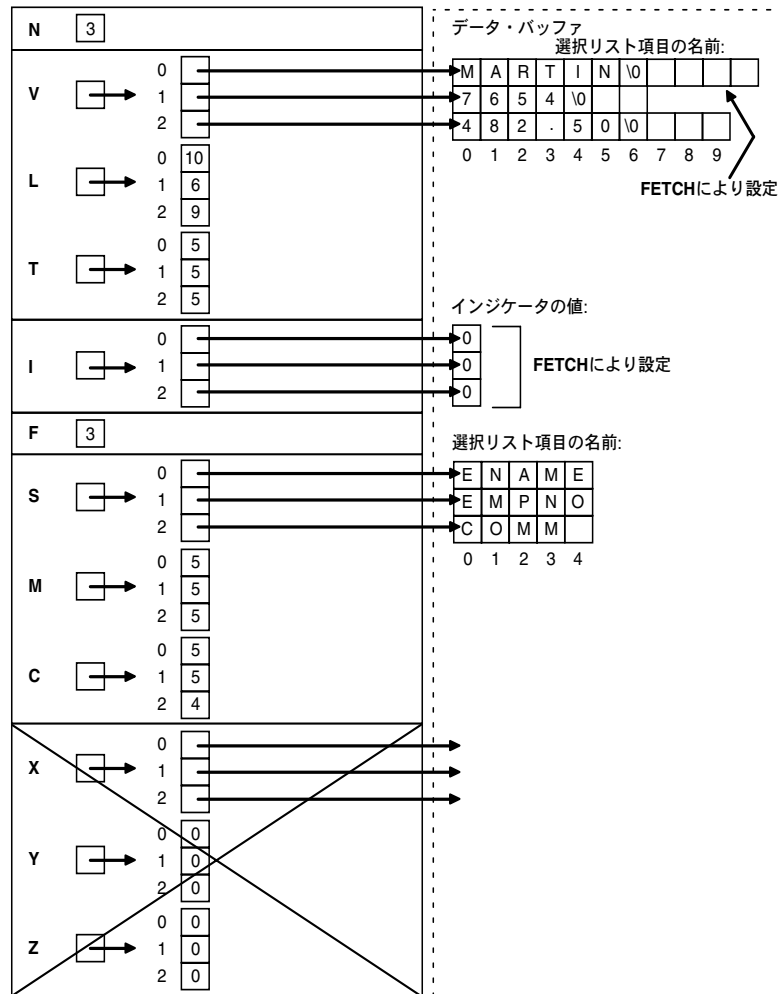 データ・バッファ
N 3
選択リスト項目の名前:
V
0 M A R T I N \0
1 7 6 5 4 \0
2 4 8 2 . 5 0 \0
0 1 2 3 4 5 6 7 8 9
FETCHにより設定
L
0 10
1 6
2 9
T
0 5
1 5
2 5
インジケータの値:
I
0 0
1 0
2 0
FETCHにより設定
F 3
選択リスト項目の名前:
S
0 E N A M E
1 E M P N O
2 C O M M
0 1 2 3 4
M
0 5
1 5
2 5
C
0 5
1 5
2 4
X
0
1
2
Y
0 0
1 0
2 0
Z
0 0
1 0
2 0